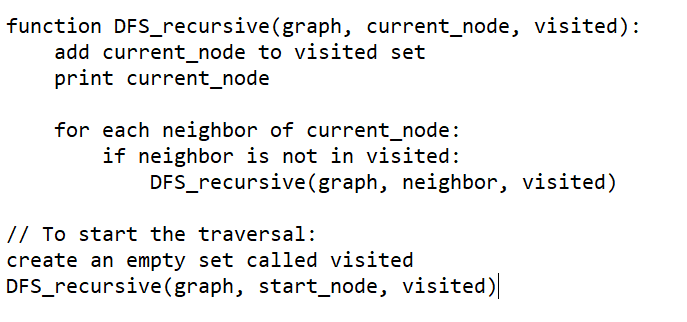 function DFS_recursive(graph, current_node, visited):
    add current_node to visited set
    print current_node

    for each neighbor of current_node:
        if neighbor is not in visited:
            DFS_recursive(graph, neighbor, visited)

// To start the traversal:
create an empty set called visited
DFS_recursive(graph, start_node, visited)